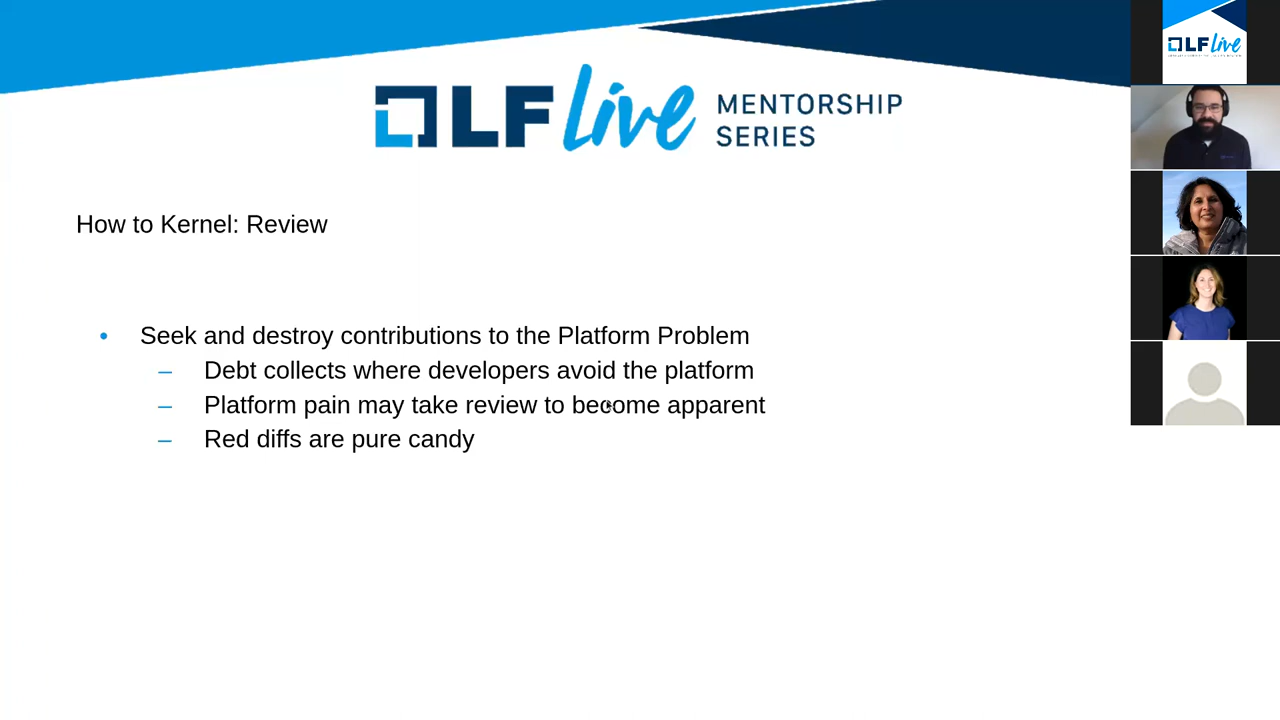 LF Live MENTORSHIP
SERIES
How to Kernel: Review
• Seek and destroy contributions to the Platform Problem
– Debt collects where developers avoid the platform
– Platform pain may take review to become apparent
– Red diffs are pure candy
LF Live